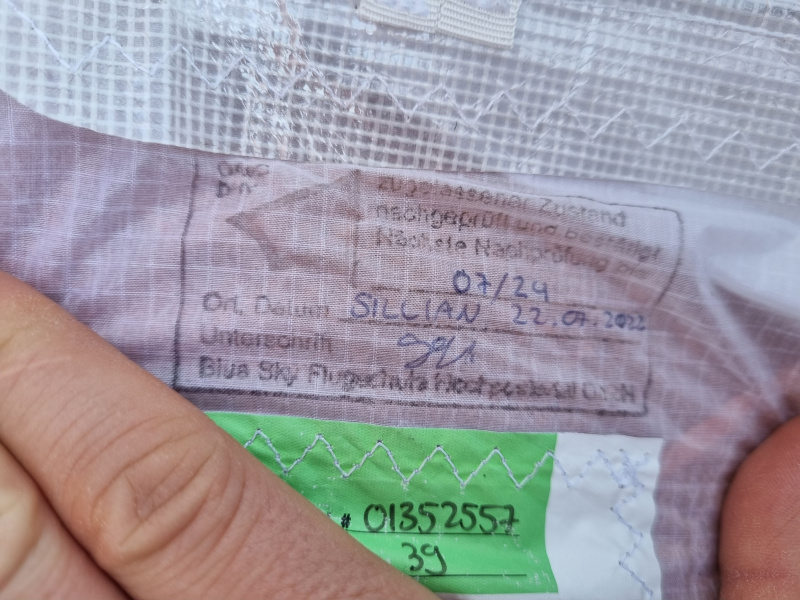 zugelassener Zustand
nachgeprüft und bestätigt
Nächste Nachprüfung bis
07/24
Ort, Datum SILLIAN 22.07.2022
Unterschrift
Blue Sky Flugschule Hochpustertal GmbH
# 01352557
39